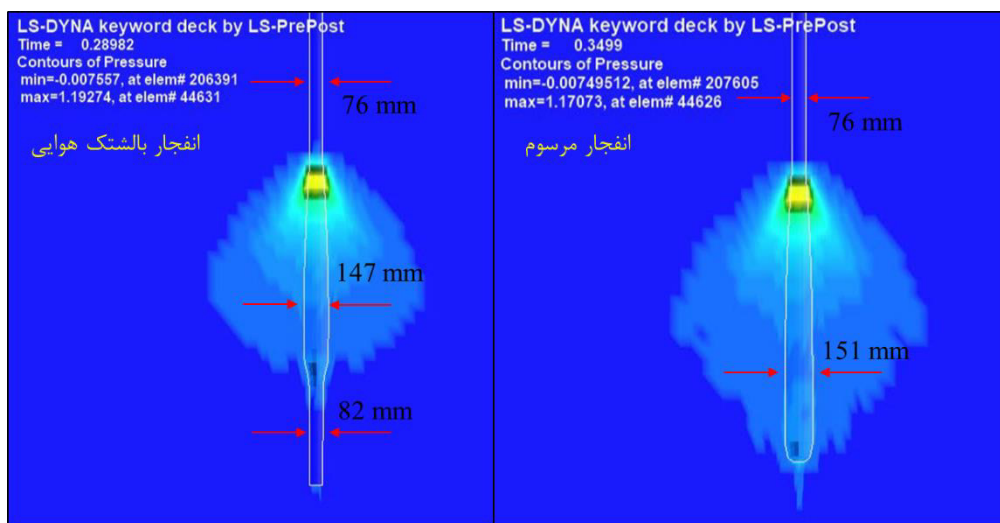 LS-DYNA keyword deck by LS-PrePost
Time = 0.28982
Contours of Pressure
min=-0.007557, at elem# 206391
max=1.19274, at elem# 44631
76 mm
انفجار بالشتک هوایی
147 mm
82 mm
LS-DYNA keyword deck by LS-PrePost
Time = 0.3499
Contours of Pressure
min=-0.00749512, at elem# 207605
max=1.17073, at elem# 44626
76 mm
انفجار مرسوم
151 mm